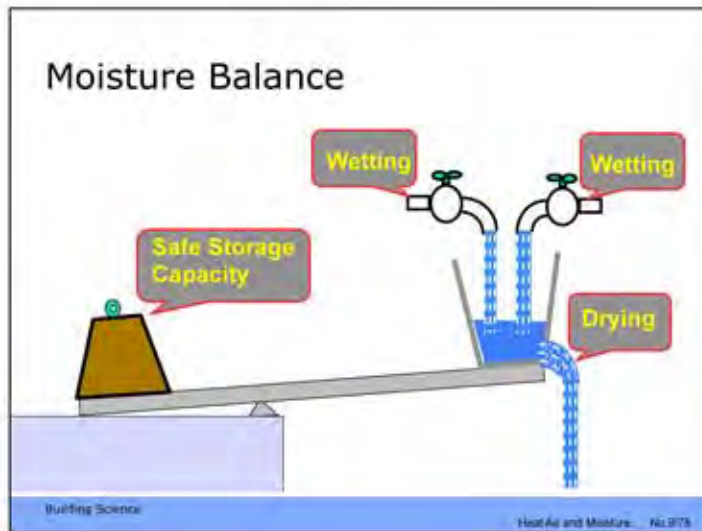 Moisture Balance
Wetting
Wetting
Safe Storage
Capacity
Drying
Building Science
Heat Air and Moisture